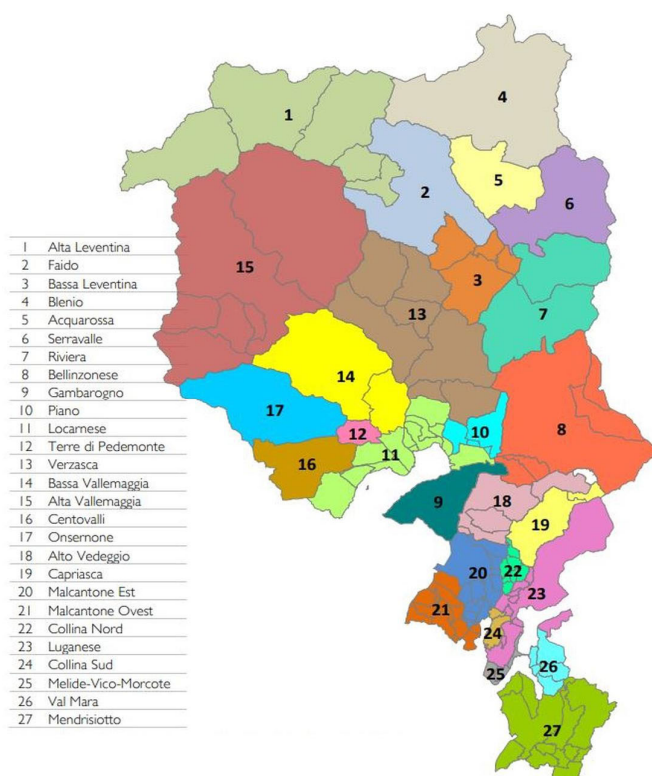 1
4
2
5
6
15
3
7
13
14
17
12
10
8
11
16
9
18
19
20
22
21
23
24
25
26
27
1 Alta Leventina
2 Faido
3 Bassa Leventina
4 Blenio
5 Acquarossa
6 Serravalle
7 Riviera
8 Bellinzonese
9 Gambarogno
10 Piano
11 Locarnese
12 Terre di Pedemonte
13 Verzasca
14 Bassa Vallemaggia
15 Alta Vallemaggia
16 Centovalli
17 Onsernone
18 Alto Vedeggio
19 Capriasca
20 Malcantone Est
21 Malcantone Ovest
22 Collina Nord
23 Luganese
24 Collina Sud
25 Melide-Vico-Morcote
26 Val Mara
27 Mendrisiotto